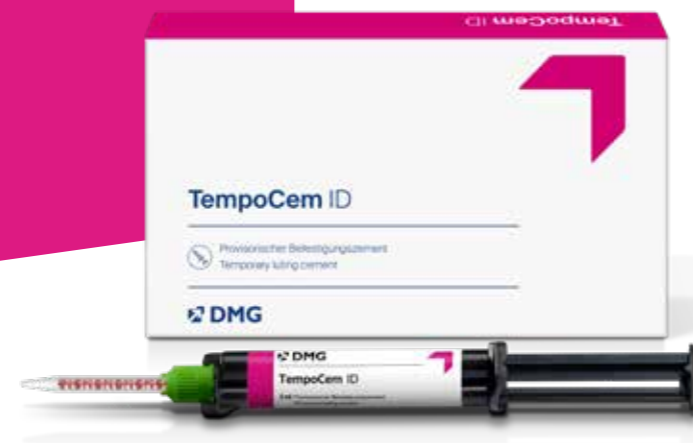 TempoCem ID
TempoCem ID
Provisorischer Befestigungszement
Temporary luting cement
DMG
DMG
TempoCem ID